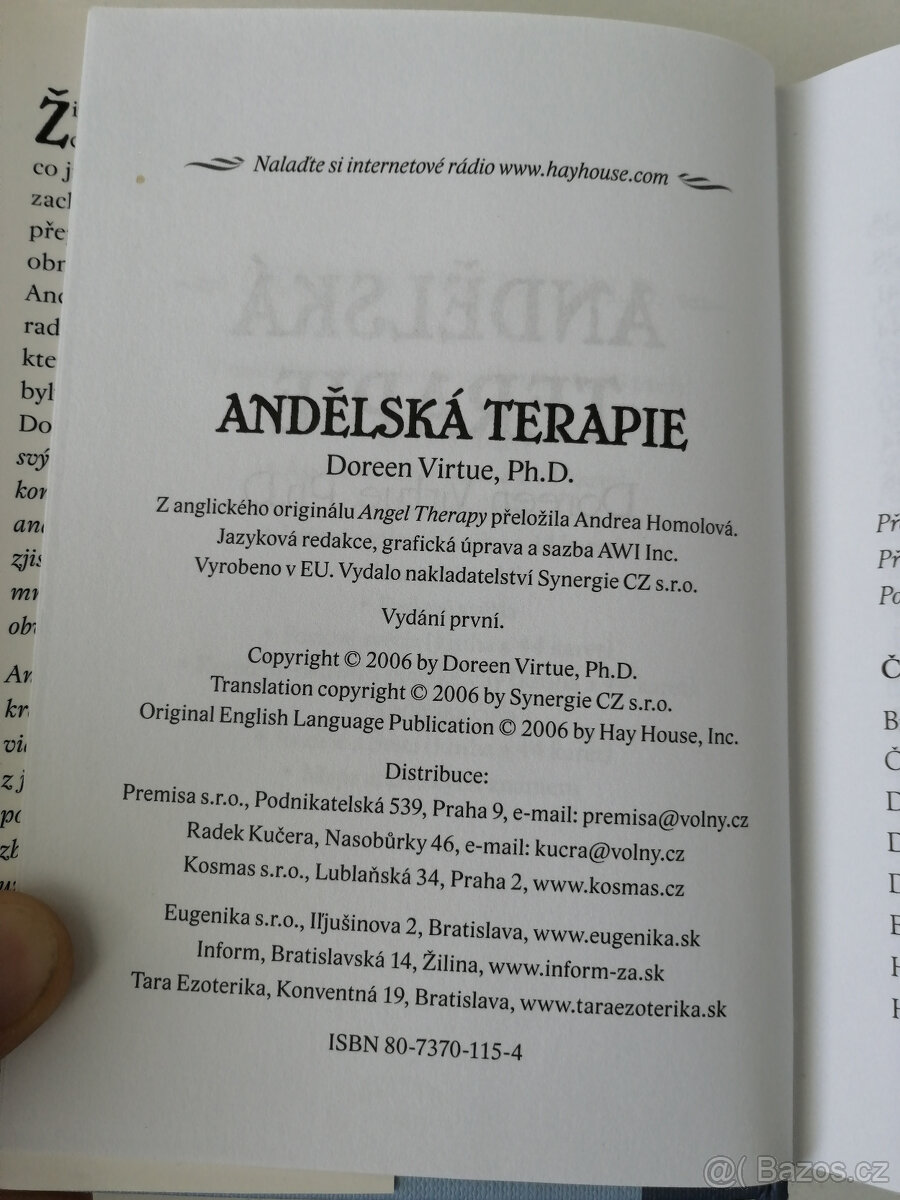 Nalaďte si internetové rádio www.hayhouse.com
ANDĚLSKÁ TERAPIE
Doreen Virtue, Ph.D.
Z anglického originálu Angel Therapy přeložila Andrea Homolová.
Jazyková redakce, grafická úprava a sazba AWI Inc.
Vyrobeno v EU. Vydalo nakladatelství Synergie CZ s.r.o.
Vydání první.
Copyright © 2006 by Doreen Virtue, Ph.D.
Translation copyright © 2006 by Synergie CZ s.r.o.
Original English Language Publication © 2006 by Hay House, Inc.
Distribuce:
Premisa s.r.o., Podnikatelská 539, Praha 9, e-mail: premisa@volny.cz
Radek Kučera, Nasobůrky 46, e-mail: kucra@volny.cz
Kosmas s.r.o., Lublaňská 34, Praha 2, www.kosmas.cz
Eugenika s.r.o., Iľjušinova 2, Bratislava, www.eugenika.sk
Inform, Bratislavská 14, Žilina, www.inform-za.sk
Tara Ezoterika, Konventná 19, Bratislava, www.taraezoterika.sk
ISBN 80-7370-115-4
@( Bazos.cz